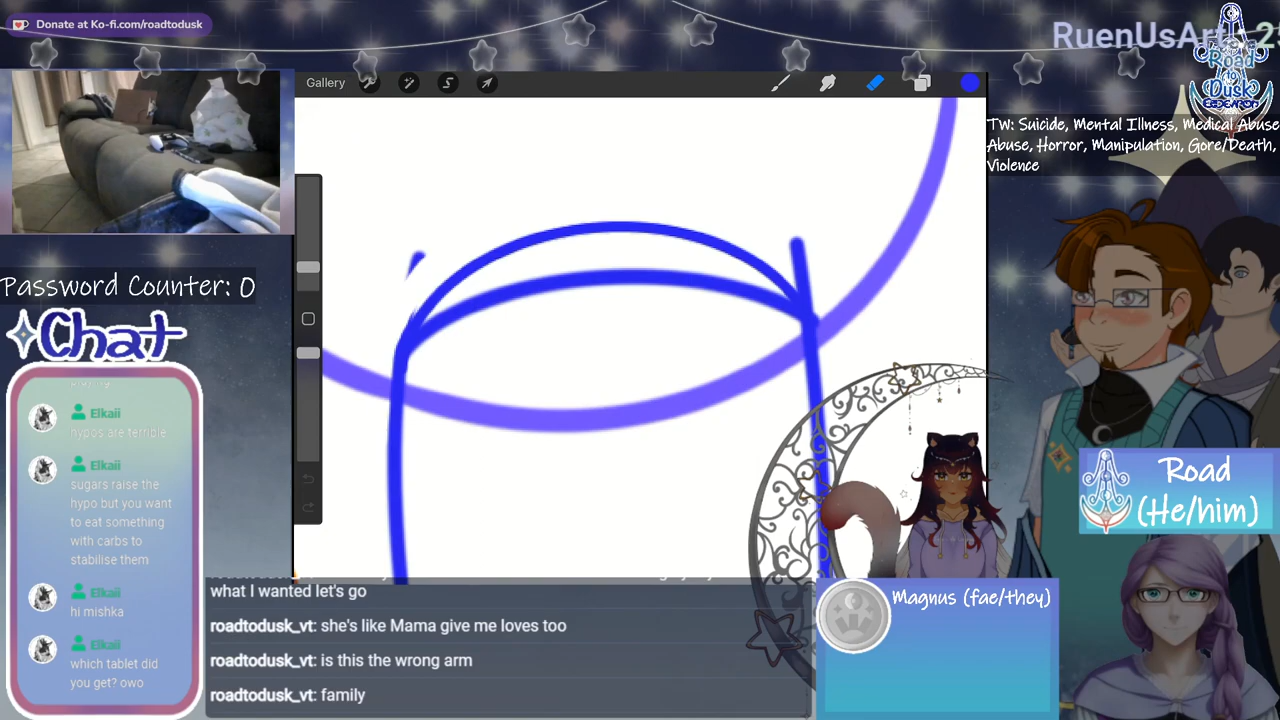 Donate at Ko-fi.com/roadtodusk
RuenUsArt
Road
to
Dusk
Gallery
TW: Suicide, Mental Illness, Medical Abuse
Abuse, Horror, Manipulation, Gore/Death,
Violence
Password Counter: 0
Chat
Elkaii
hypos are terrible
Elkaii
sugars raise the
hypo but you want
to eat something
with carbs to
stabilise them
Elkaii
hi mishka
Elkaii
which tablet did
you get? owo
what I wanted let's go
roadtodusk_vt: she's like Mama give me loves too
roadtodusk_vt: is this the wrong arm
roadtodusk_vt: family
Road
(He/him)
Magnus (fae/they)